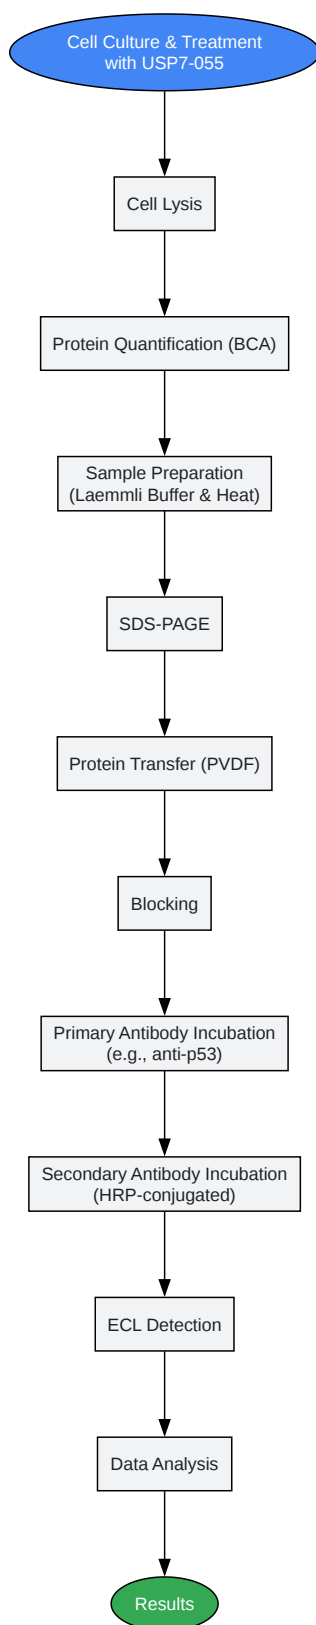 Cell Culture & Treatment
with USP7-055
Cell Lysis
Protein Quantification (BCA)
Sample Preparation
(Laemmli Buffer & Heat)
SDS-PAGE
Protein Transfer (PVDF)
Blocking
Primary Antibody Incubation
(e.g., anti-p53)
Secondary Antibody Incubation
(HRP-conjugated)
ECL Detection
Data Analysis
Results